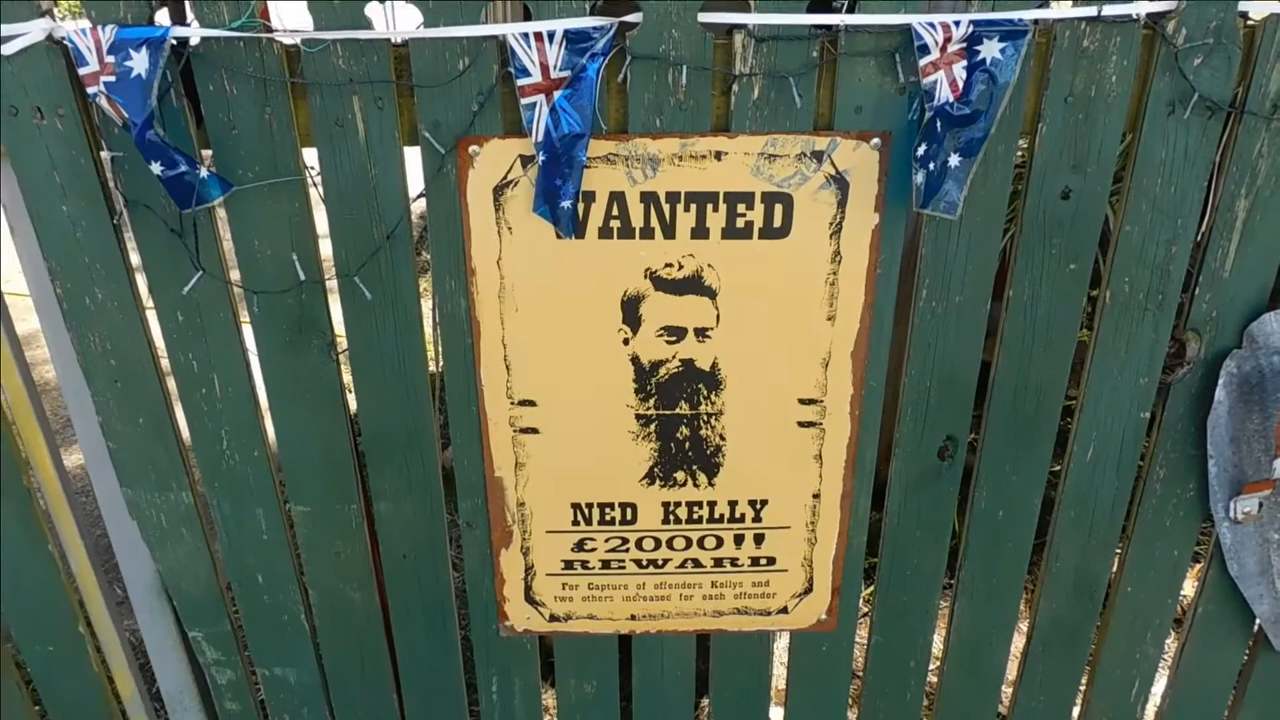 WANTED
NED KELLY
£2000!!
REWARD
For Capture of offenders Kellys and
two others increased for each offender